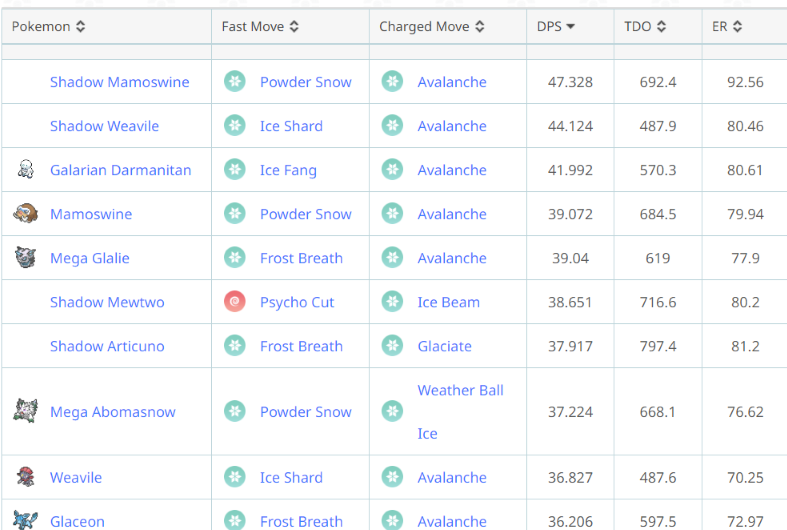 Pokemon Fast Move Charged Move DPS TDO ER
Shadow Mamoswine Powder Snow Avalanche 47.328 692.4 92.56
Shadow Weavile Ice Shard Avalanche 44.124 487.9 80.46
Galarian Darmanitan Ice Fang Avalanche 41.992 570.3 80.61
Mamoswine Powder Snow Avalanche 39.072 684.5 79.94
Mega Glalie Frost Breath Avalanche 39.04 619 77.9
Shadow Mewtwo Psycho Cut Ice Beam 38.651 716.6 80.2
Shadow Articuno Frost Breath Glaciate 37.917 797.4 81.2
Weather Ball
Mega Abomasnow Powder Snow 37.224 668.1 76.62
Ice
Weavile Ice Shard Avalanche 36.827 487.6 70.25
Glaceon Frost Breath Avalanche 36.206 597.5 72.97